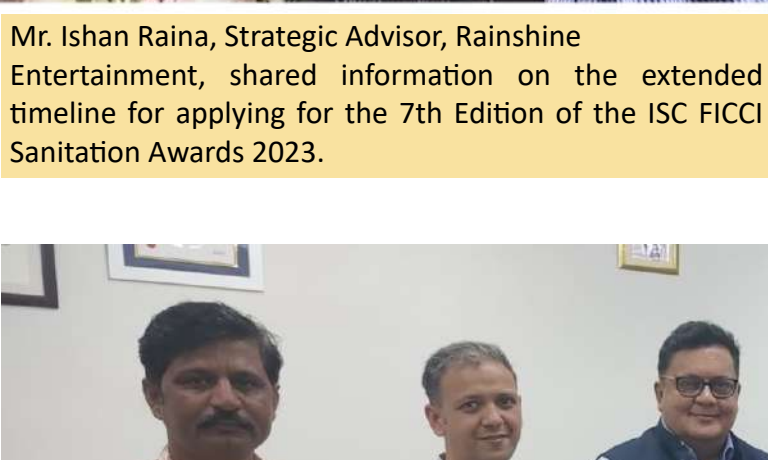 Mr. Ishan Raina, Strategic Advisor, Rainshine
Entertainment, shared information on the extended
timeline for applying for the 7th Edition of the ISC FICCI
Sanitation Awards 2023.